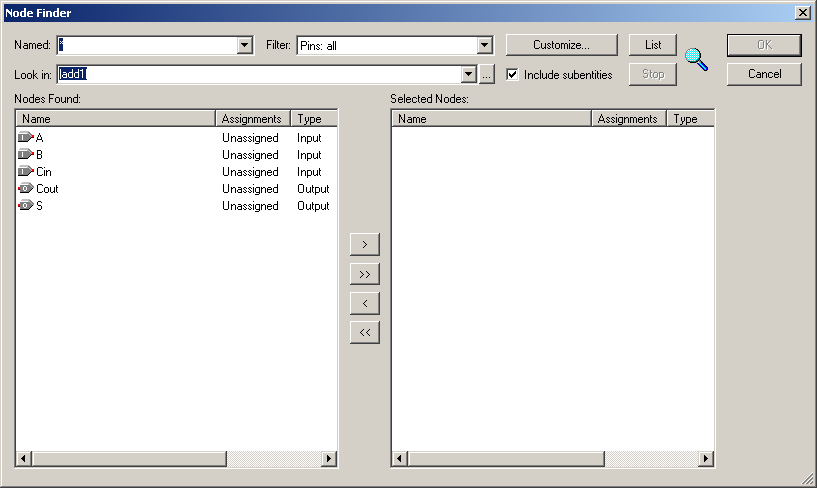 Node Finder
Named: * Filter: Pins: all Customize... List OK
Look in: |add1| ... Include subentities Stop Cancel
Nodes Found: Selected Nodes:
Name Assignments Type Name Assignments Type
A Unassigned Input
B Unassigned Input
Cin Unassigned Input
Cout Unassigned Output
S Unassigned Output
>
>>
<
<<